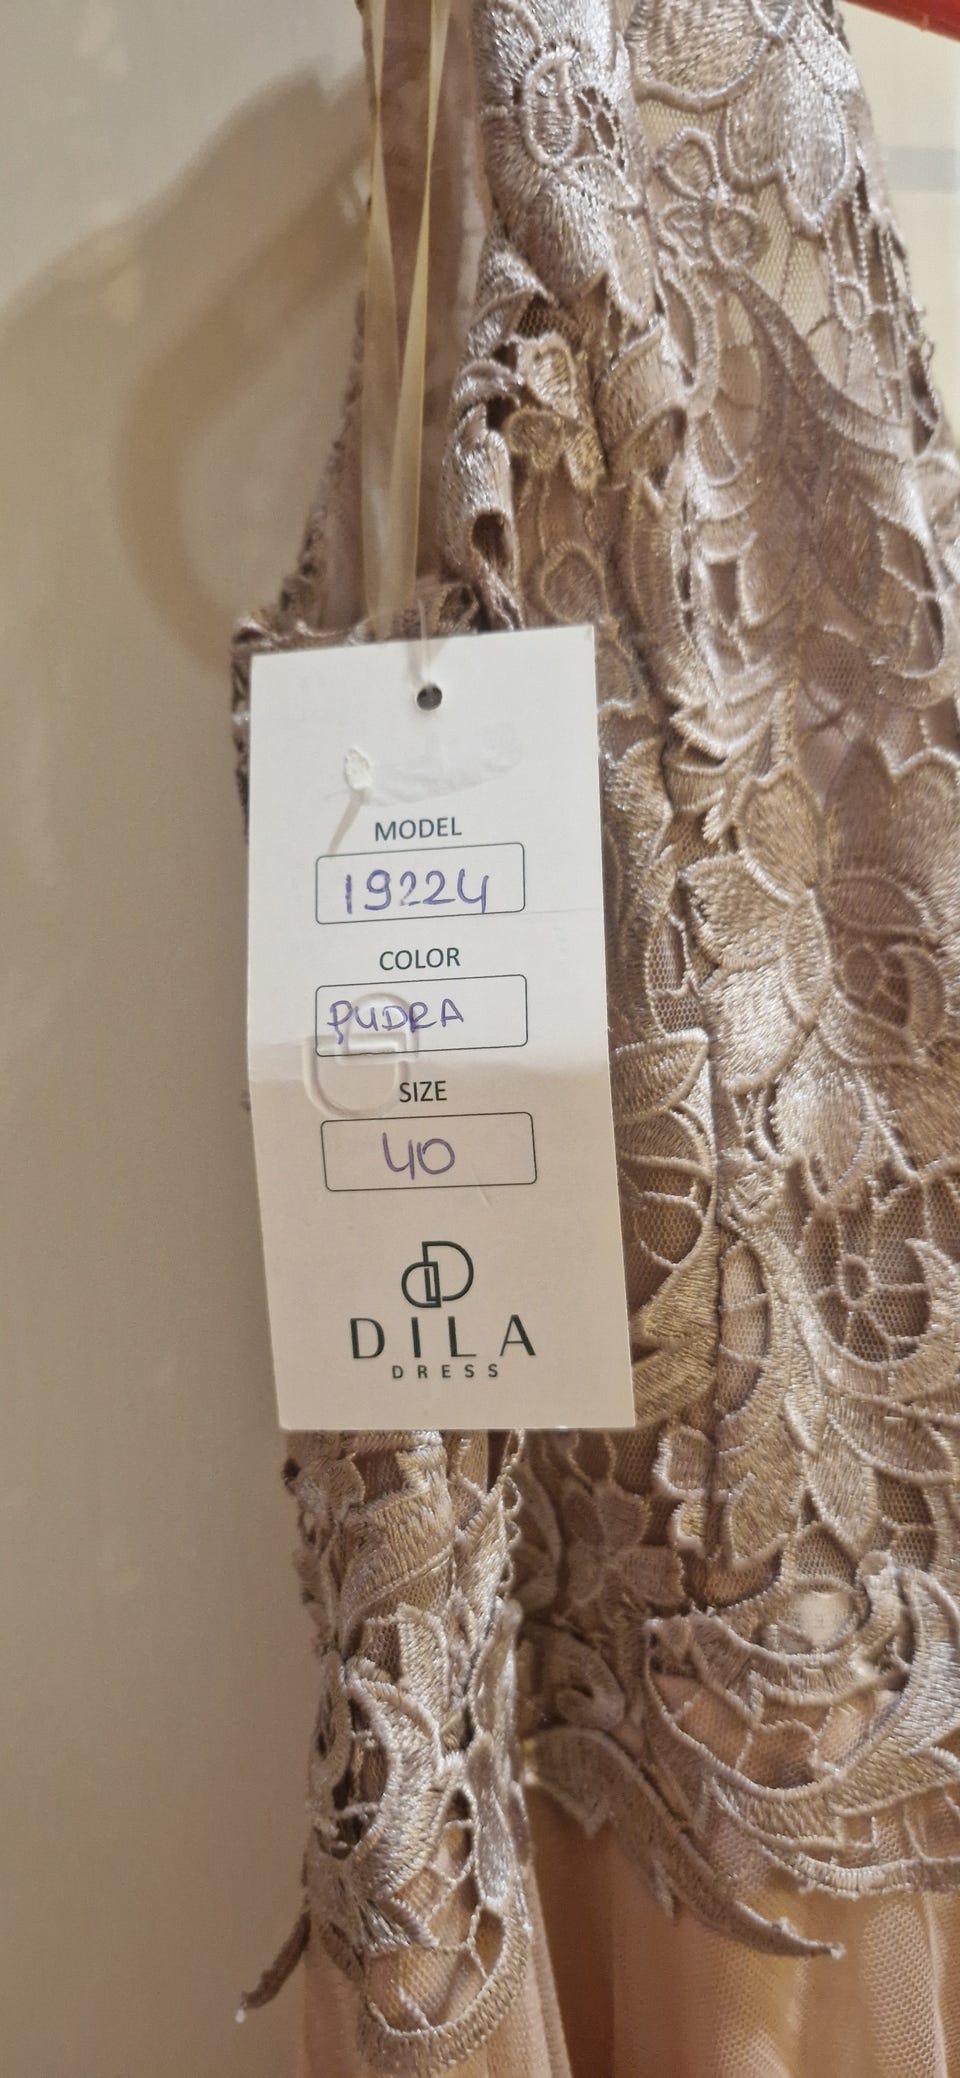 MODEL
19224
COLOR
PUDRA
SIZE
40
DILA
DRESS